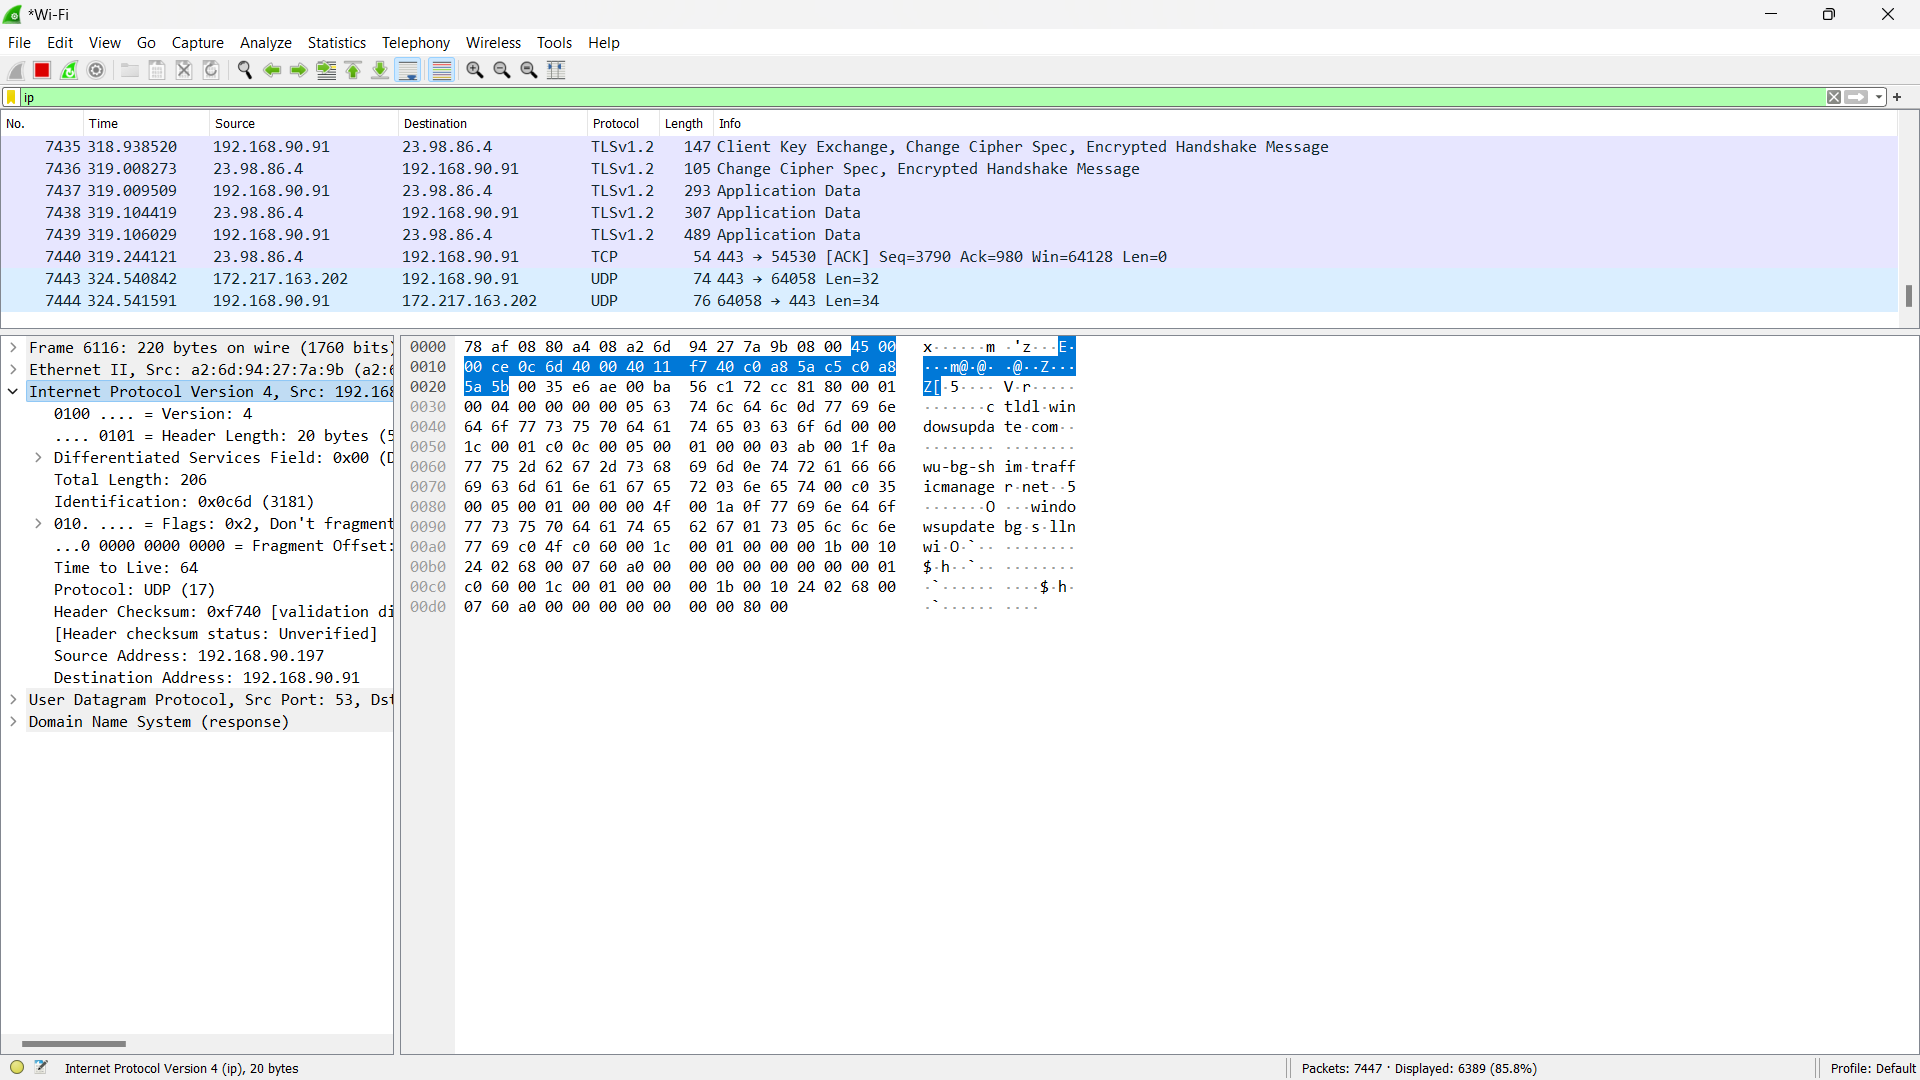 *Wi-Fi
File Edit View Go Capture Analyze Statistics Telephony Wireless Tools Help
ip
No. Time Source Destination Protocol Length Info
7435 318.938520 192.168.90.91 23.98.86.4 TLSv1.2 147 Client Key Exchange, Change Cipher Spec, Encrypted Handshake Message
7436 319.008273 23.98.86.4 192.168.90.91 TLSv1.2 105 Change Cipher Spec, Encrypted Handshake Message
7437 319.009509 192.168.90.91 23.98.86.4 TLSv1.2 293 Application Data
7438 319.104419 23.98.86.4 192.168.90.91 TLSv1.2 307 Application Data
7439 319.106029 192.168.90.91 23.98.86.4 TLSv1.2 489 Application Data
7440 319.244121 23.98.86.4 192.168.90.91 TCP 54 443 → 54530 [ACK] Seq=3790 Ack=980 Win=64128 Len=0
7443 324.540842 172.217.163.202 192.168.90.91 UDP 74 443 → 64058 Len=32
7444 324.541591 192.168.90.91 172.217.163.202 UDP 76 64058 → 443 Len=34
Frame 6116: 220 bytes on wire (1760 bits)
Ethernet II, Src: a2:6d:94:27:7a:9b (a2:6
Internet Protocol Version 4, Src: 192.168
0100 .... = Version: 4
.... 0101 = Header Length: 20 bytes (5
Differentiated Services Field: 0x00 (D
Total Length: 206
Identification: 0x0c6d (3181)
010. .... = Flags: 0x2, Don't fragment
...0 0000 0000 0000 = Fragment Offset:
Time to Live: 64
Protocol: UDP (17)
Header Checksum: 0xf740 [validation di
[Header checksum status: Unverified]
Source Address: 192.168.90.197
Destination Address: 192.168.90.91
User Datagram Protocol, Src Port: 53, Dst
Domain Name System (response)
0000 78 af 08 80 a4 08 a2 6d 94 27 7a 9b 08 00 45 00 x······m ·'z···E·
0010 00 ce 0c 6d 40 00 40 11 f7 40 c0 a8 5a c5 c0 a8 ···m@·@· ·@··Z···
0020 5a 5b 00 35 e6 ae 00 ba 56 c1 72 cc 81 80 00 01 Z[·5···· V·r·····
0030 00 04 00 00 00 00 05 63 74 6c 64 6c 0d 77 69 6e ·······c tldl·win
0040 64 6f 77 73 75 70 64 61 74 65 03 63 6f 6d 00 00 dowsupda te·com··
0050 1c 00 01 c0 0c 00 05 00 01 00 00 03 ab 00 1f 0a ········ ········
0060 77 75 2d 62 67 2d 73 68 69 6d 0e 74 72 61 66 66 wu-bg-sh im·traff
0070 69 63 6d 61 6e 61 67 65 72 03 6e 65 74 00 c0 35 icmanage r·net··5
0080 00 05 00 01 00 00 00 4f 00 1a 0f 77 69 6e 64 6f ·······O ···windo
0090 77 73 75 70 64 61 74 65 62 67 01 73 05 6c 6c 6e wsupdate bg·s·lln
00a0 77 69 c0 4f c0 60 00 1c 00 01 00 00 00 1b 00 10 wi·O·`·· ········
00b0 24 02 68 00 07 60 a0 00 00 00 00 00 00 00 00 01 $·h··`·· ········
00c0 c0 60 00 1c 00 01 00 00 00 1b 00 10 24 02 68 00 ·`······ ····$·h·
00d0 07 60 a0 00 00 00 00 00 00 00 80 00 ·`······ ····
Internet Protocol Version 4 (ip), 20 bytes Packets: 7447 · Displayed: 6389 (85.8%) Profile: Default